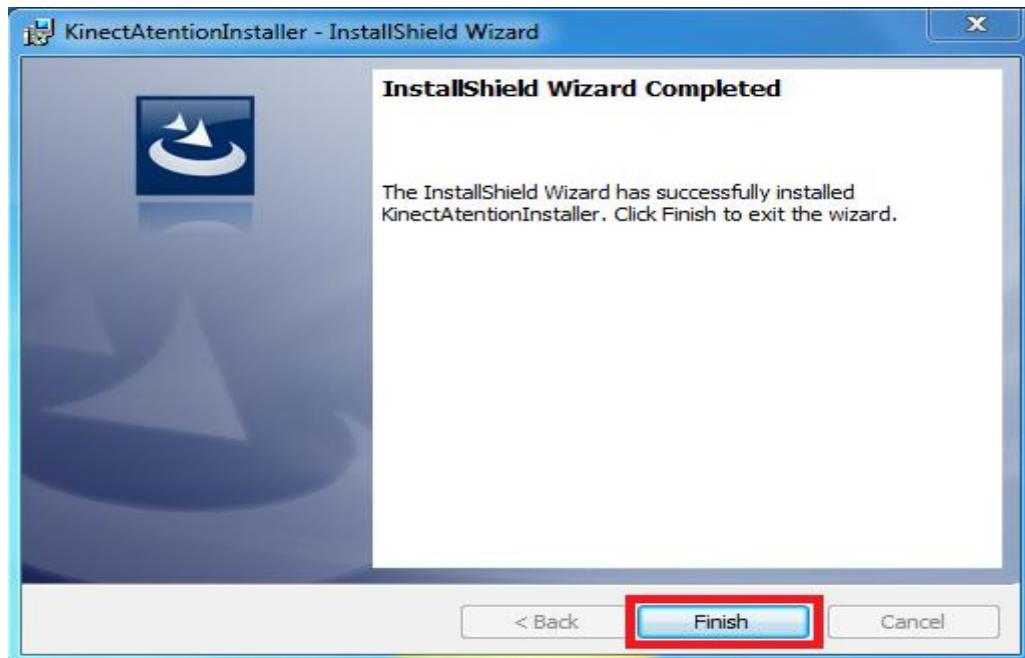 KinectAtentionInstaller - InstallShield Wizard
X
InstallShield Wizard Completed
The InstallShield Wizard has successfully installed
KinectAtentionInstaller. Click Finish to exit the wizard.
< Back Finish Cancel